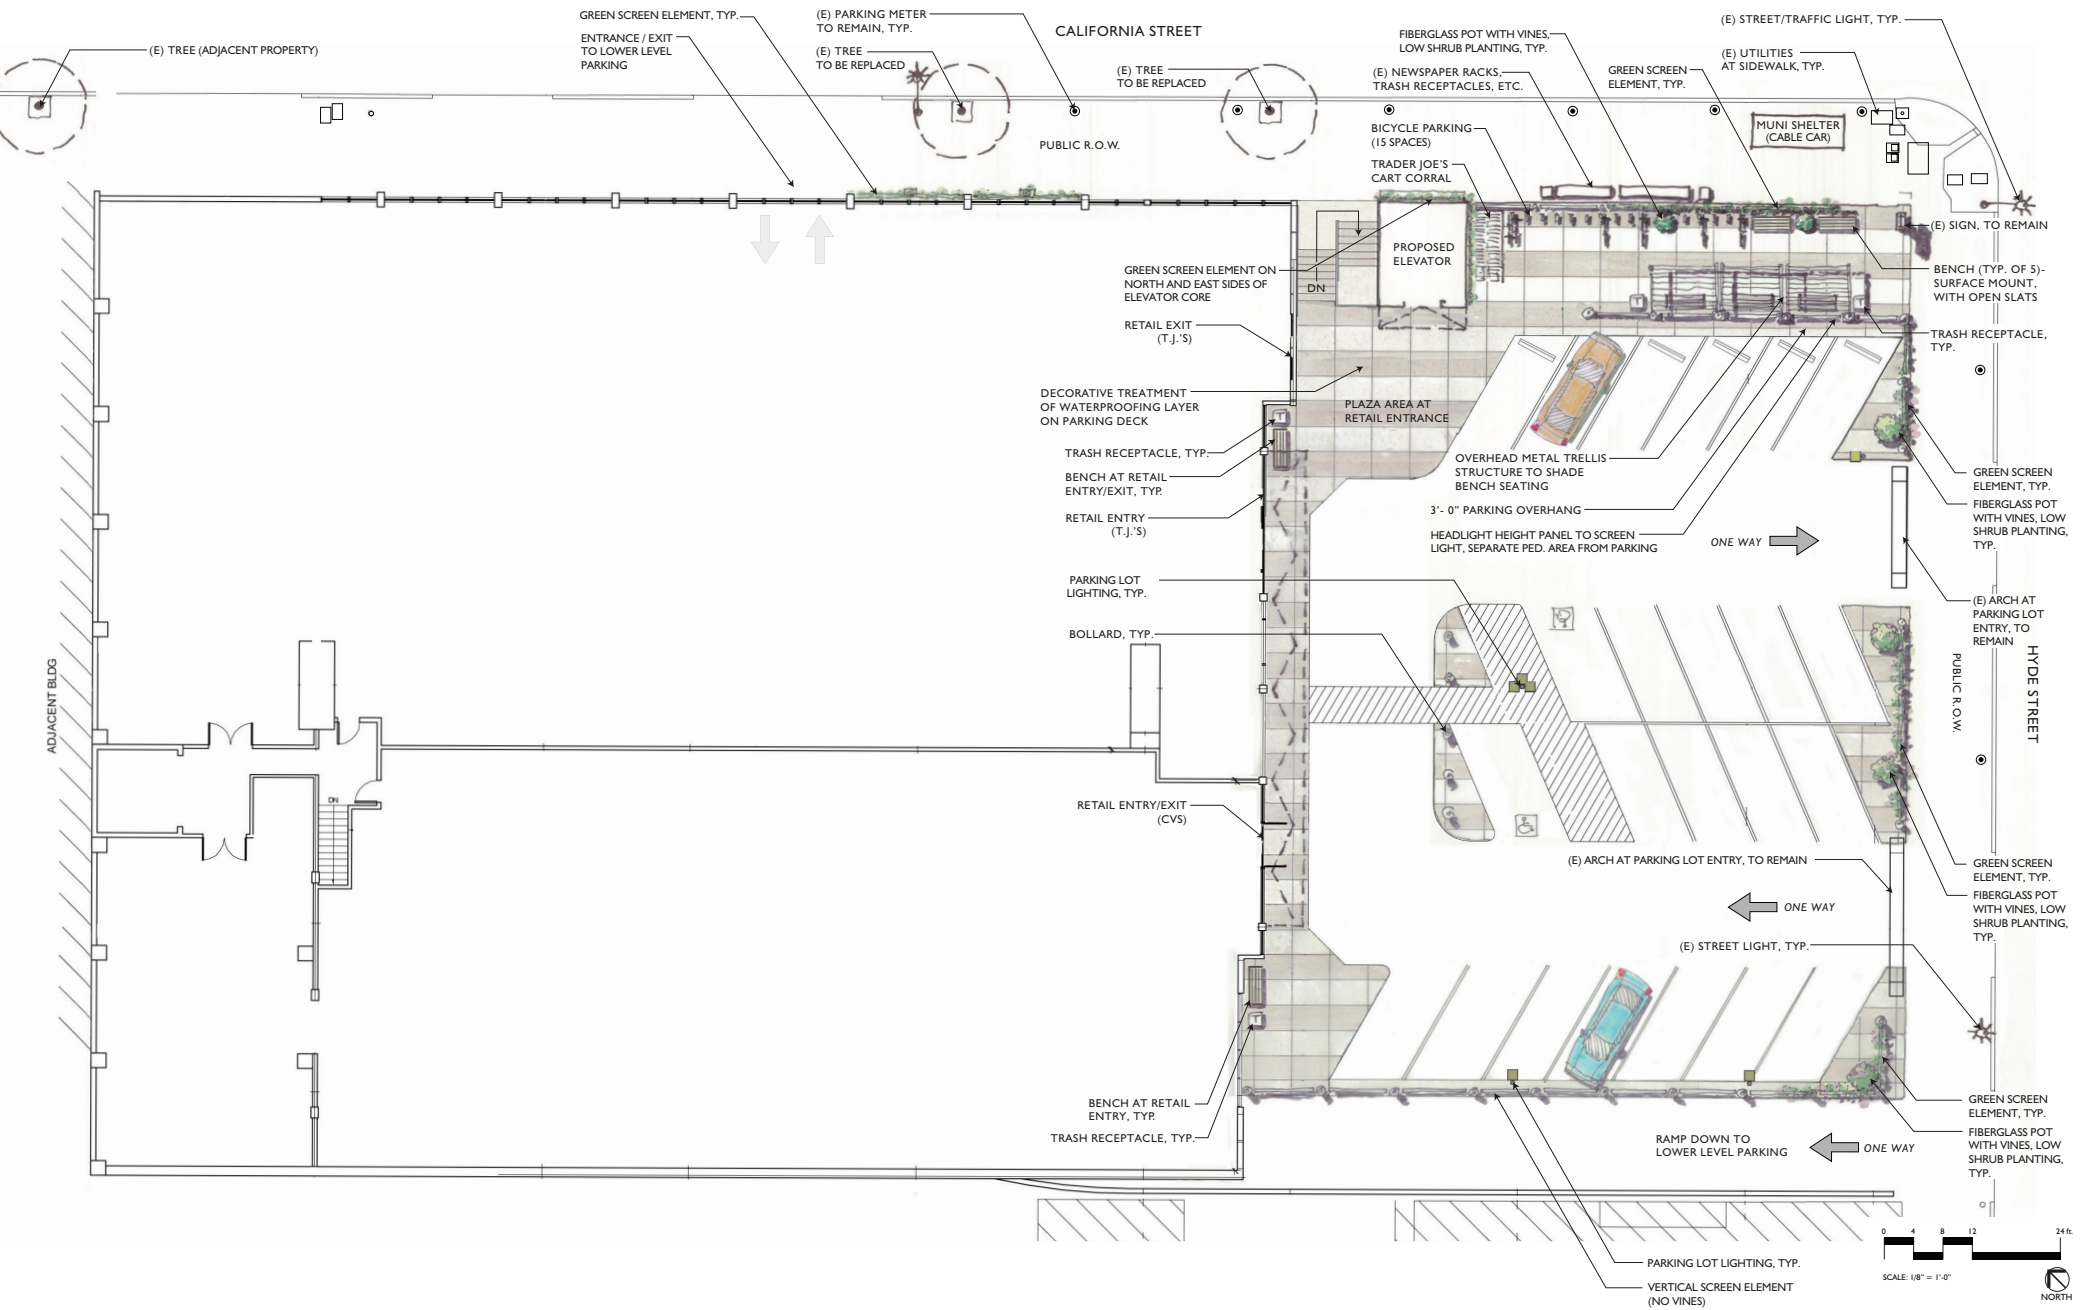 CALIFORNIA STREET
(E) TREE (ADJACENT PROPERTY)
GREEN SCREEN ELEMENT, TYP.
ENTRANCE / EXIT
TO LOWER LEVEL
PARKING
(E) PARKING METER
TO REMAIN, TYP.
(E) TREE
TO BE REPLACED
(E) TREE
TO BE REPLACED
PUBLIC R.O.W.
FIBERGLASS POT WITH VINES,
LOW SHRUB PLANTING, TYP.
(E) NEWSPAPER RACKS,
TRASH RECEPTACLES, ETC.
BICYCLE PARKING
(15 SPACES)
TRADER JOE'S
CART CORRAL
GREEN SCREEN
ELEMENT, TYP.
(E) STREET/TRAFFIC LIGHT, TYP.
(E) UTILITIES
AT SIDEWALK, TYP.
MUNI SHELTER
(CABLE CAR)
(E) SIGN, TO REMAIN
BENCH (TYP. OF 5)-
SURFACE MOUNT,
WITH OPEN SLATS
TRASH RECEPTACLE,
TYP.
PROPOSED
ELEVATOR
DN
GREEN SCREEN ELEMENT ON
NORTH AND EAST SIDES OF
ELEVATOR CORE
RETAIL EXIT
(T.J.'S)
DECORATIVE TREATMENT
OF WATERPROOFING LAYER
ON PARKING DECK
PLAZA AREA AT
RETAIL ENTRANCE
TRASH RECEPTACLE, TYP.
BENCH AT RETAIL
ENTRY/EXIT, TYP.
RETAIL ENTRY
(T.J.'S)
OVERHEAD METAL TRELLIS
STRUCTURE TO SHADE
BENCH SEATING
3'- 0" PARKING OVERHANG
HEADLIGHT HEIGHT PANEL TO SCREEN
LIGHT, SEPARATE PED. AREA FROM PARKING
ONE WAY
GREEN SCREEN
ELEMENT, TYP.
FIBERGLASS POT
WITH VINES, LOW
SHRUB PLANTING,
TYP.
(E) ARCH AT
PARKING LOT
ENTRY, TO
REMAIN
PUBLIC R.O.W.
HYDE STREET
PARKING LOT
LIGHTING, TYP.
BOLLARD, TYP.
ADJACENT BLDG
DN
RETAIL ENTRY/EXIT
(CVS)
(E) ARCH AT PARKING LOT ENTRY, TO REMAIN
GREEN SCREEN
ELEMENT, TYP.
FIBERGLASS POT
WITH VINES, LOW
SHRUB PLANTING,
TYP.
ONE WAY
(E) STREET LIGHT, TYP.
BENCH AT RETAIL
ENTRY, TYP.
TRASH RECEPTACLE, TYP.
GREEN SCREEN
ELEMENT, TYP.
FIBERGLASS POT
WITH VINES, LOW
SHRUB PLANTING,
TYP.
RAMP DOWN TO
LOWER LEVEL PARKING
ONE WAY
PARKING LOT LIGHTING, TYP.
VERTICAL SCREEN ELEMENT
(NO VINES)
0 4 8 12 24 ft.
SCALE: 1/8" = 1'-0"
NORTH